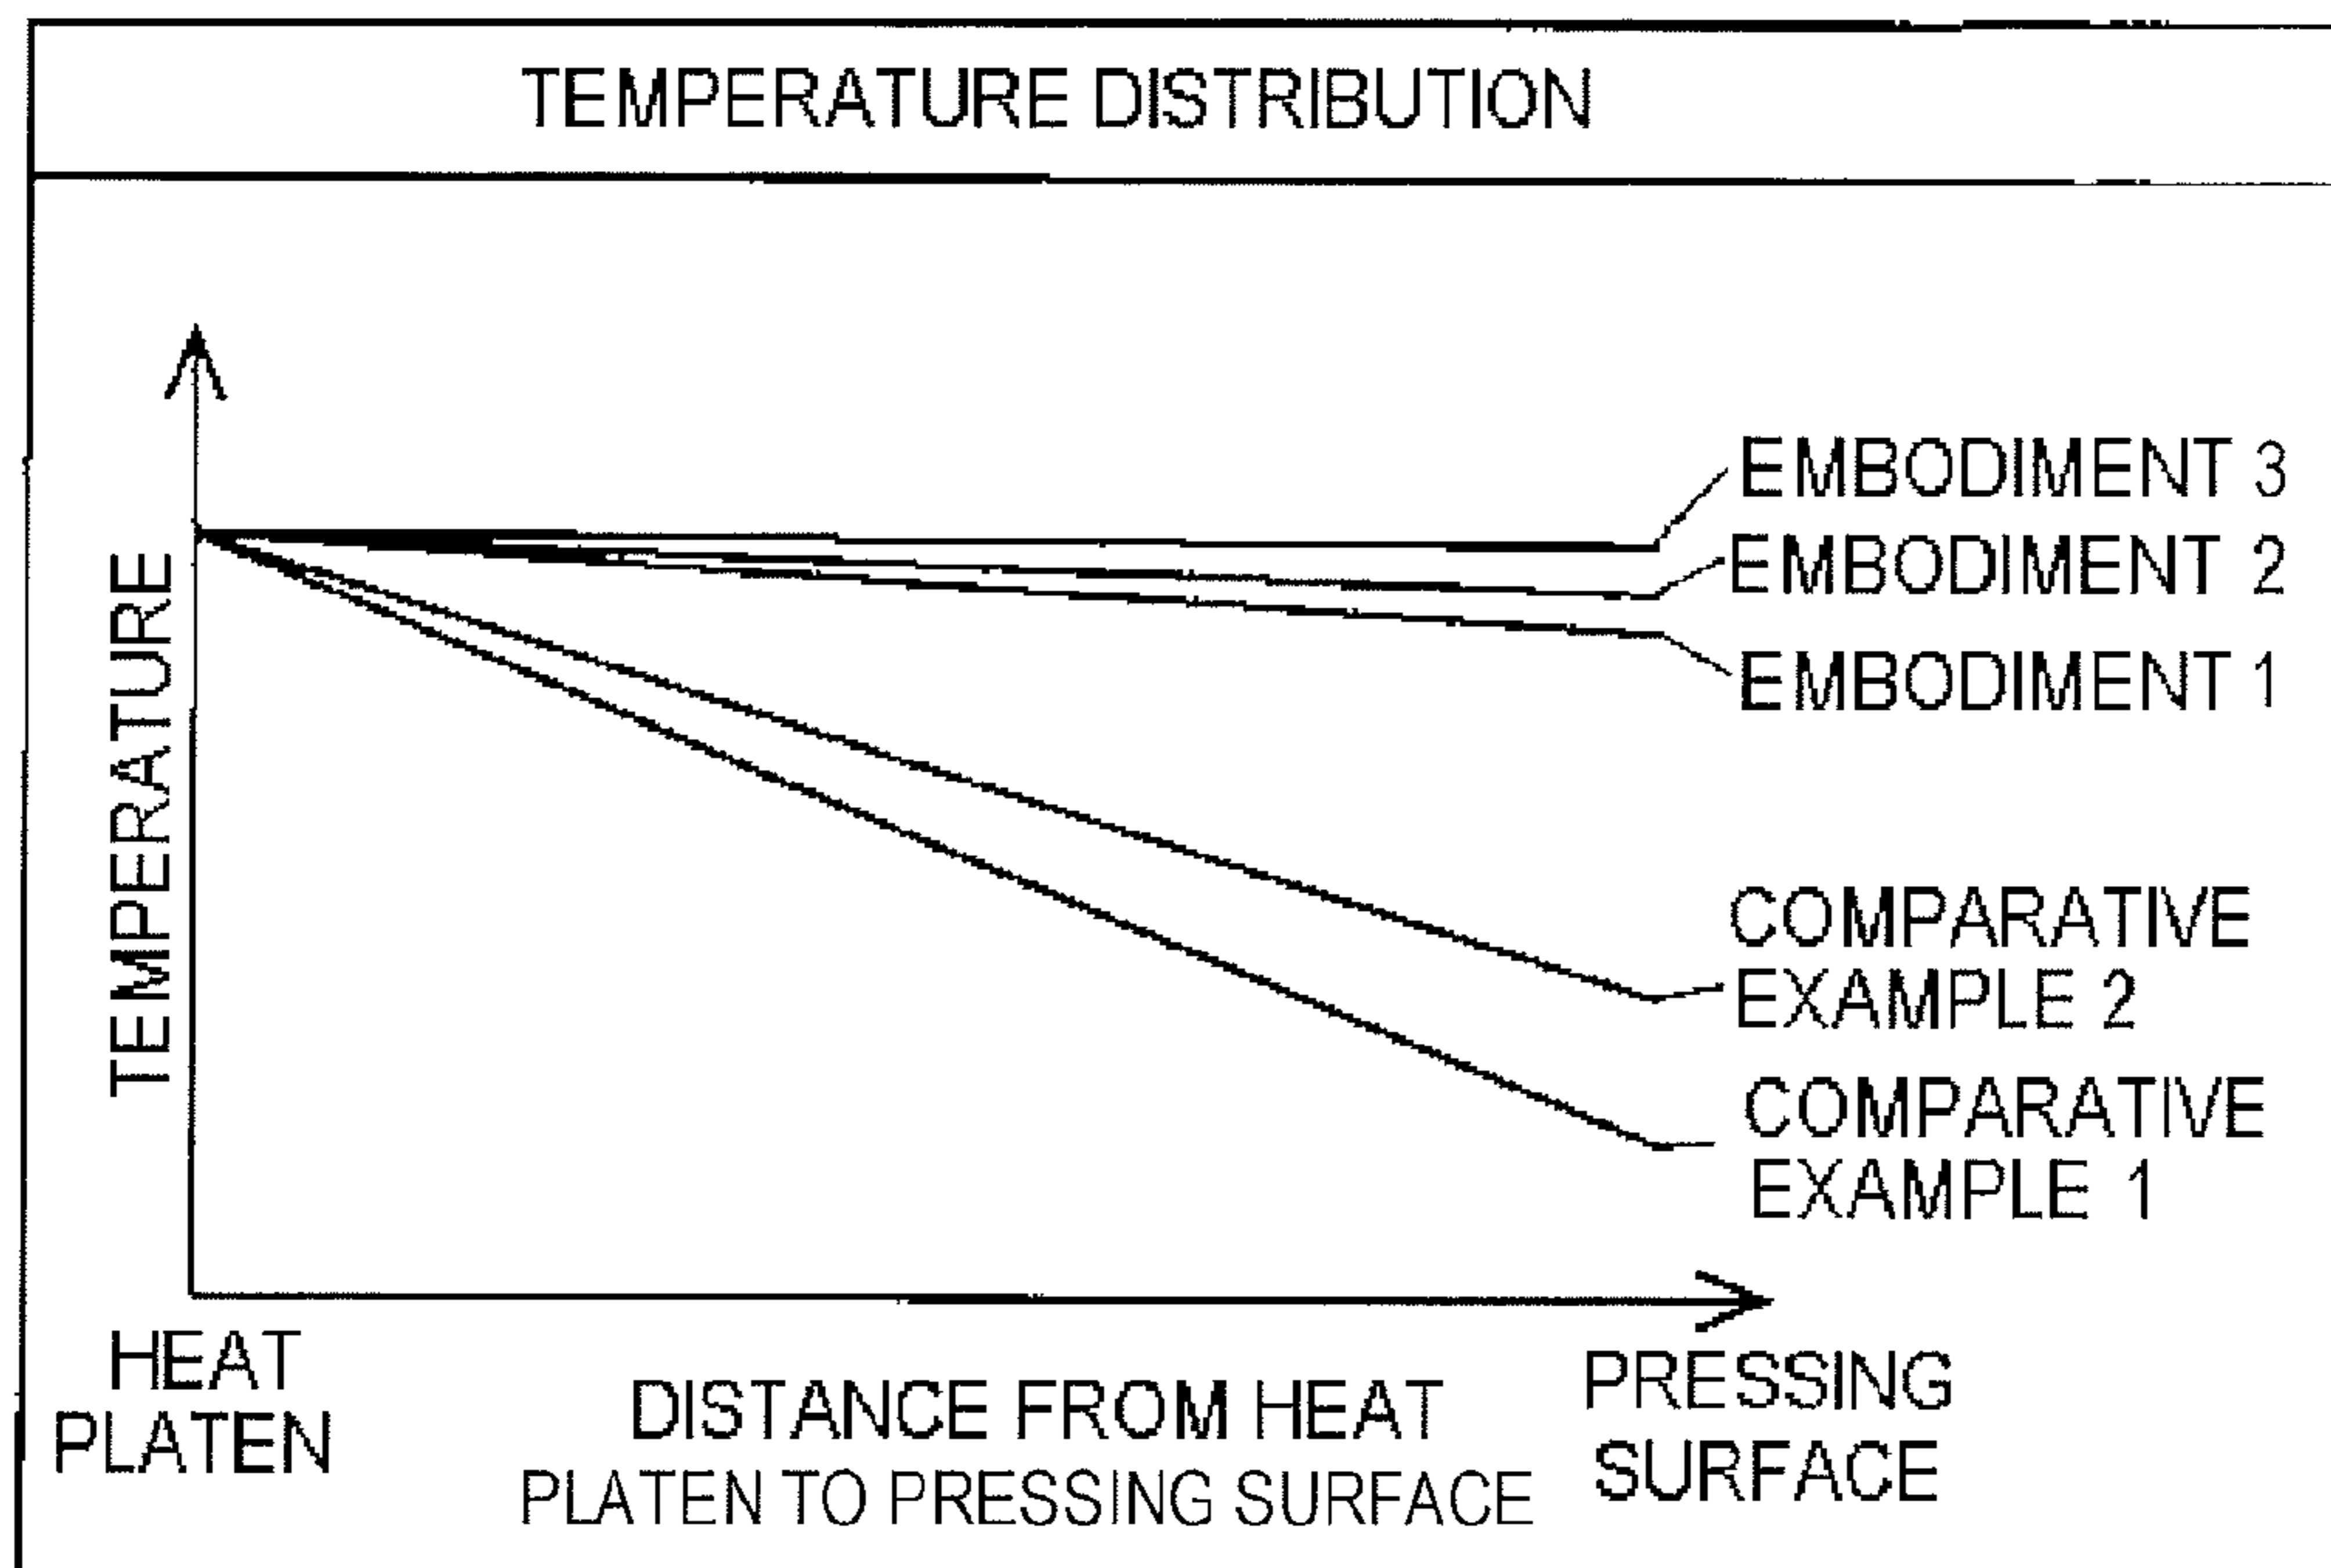 TEMPERATURE DISTRIBUTION
TEMPERATURE
EMBODIMENT 3
EMBODIMENT 2
EMBODIMENT 1
COMPARATIVE
EXAMPLE 2
COMPARATIVE
EXAMPLE 1
HEAT
PLATEN
DISTANCE FROM HEAT
PLATEN TO PRESSING SURFACE
PRESSING
SURFACE